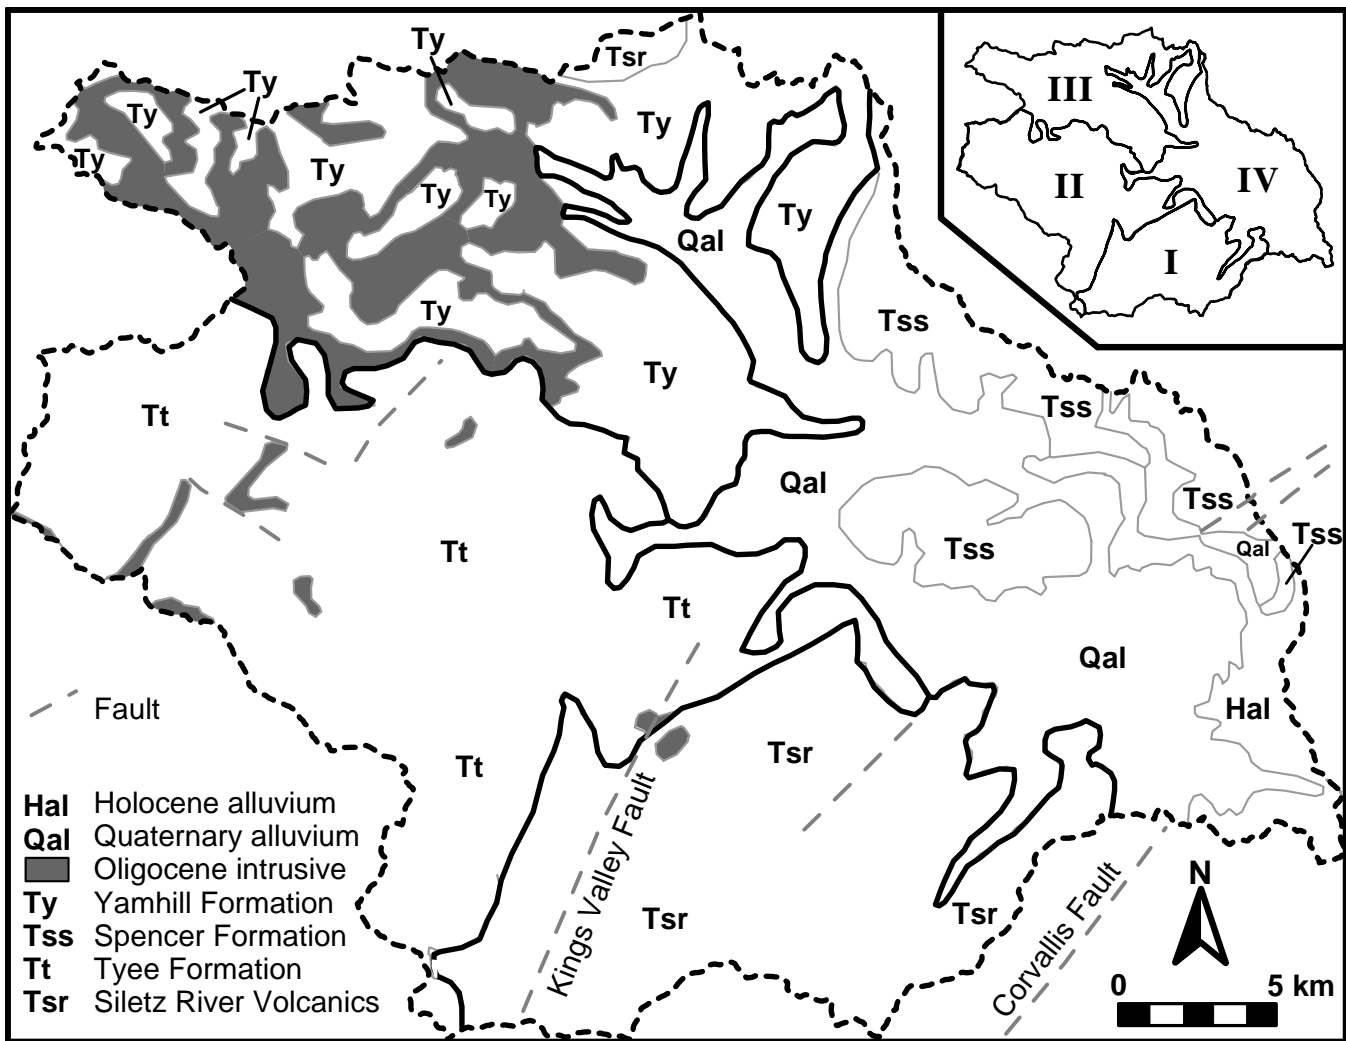 Ty
Tsr
Ty
Ty
Ty
Ty
Ty
Ty
Ty
Ty
Qal
Ty
Ty
Tss
Ty
Tt
Tss
Qal
Tss
Tss
Qal
Tss
Tt
Tt
Qal
Hal
Tt
Tsr
Tsr
Tsr
Kings Valley Fault
Corvallis Fault
III
II
IV
I
Fault
Hal Holocene alluvium
Qal Quaternary alluvium
Oligocene intrusive
Ty Yamhill Formation
Tss Spencer Formation
Tt Tyee Formation
Tsr Siletz River Volcanics
N
0 5 km